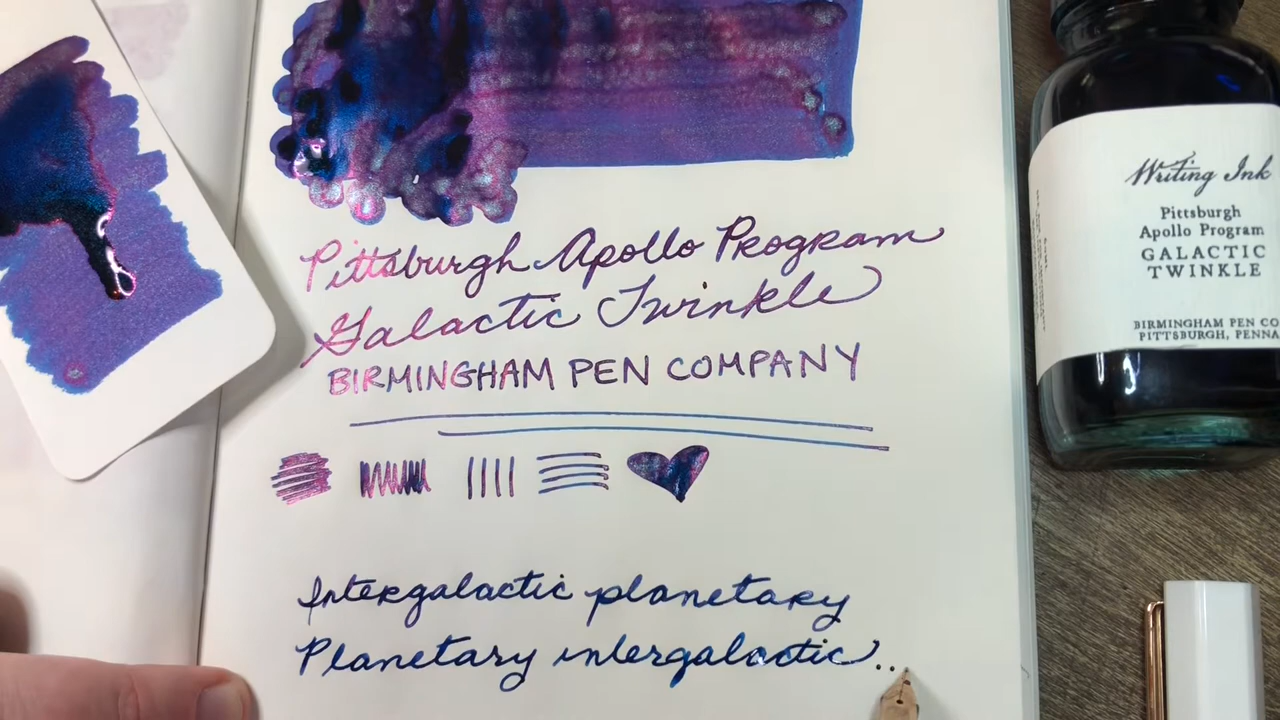 Pittsburgh Apollo Program
Galactic Twinkle
BIRMINGHAM PEN COMPANY
Intergalactic planetary
Planetary intergalactic...
Writing Ink
Pittsburgh
Apollo Program
GALACTIC
TWINKLE
BIRMINGHAM PEN CO
PITTSBURGH, PENNA